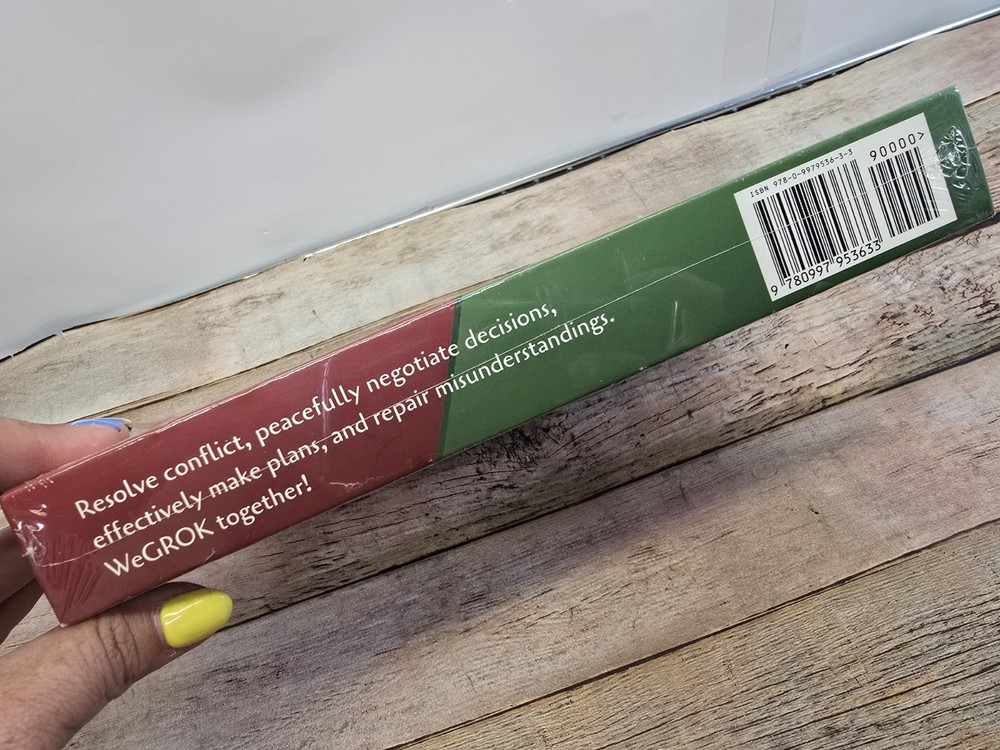 Resolve conflict, peacefully negotiate decisions,
effectively make plans, and repair misunderstandings.
WeGROK together!
ISBN 978-0-9979536-3-3
90000>
9 780997 953633